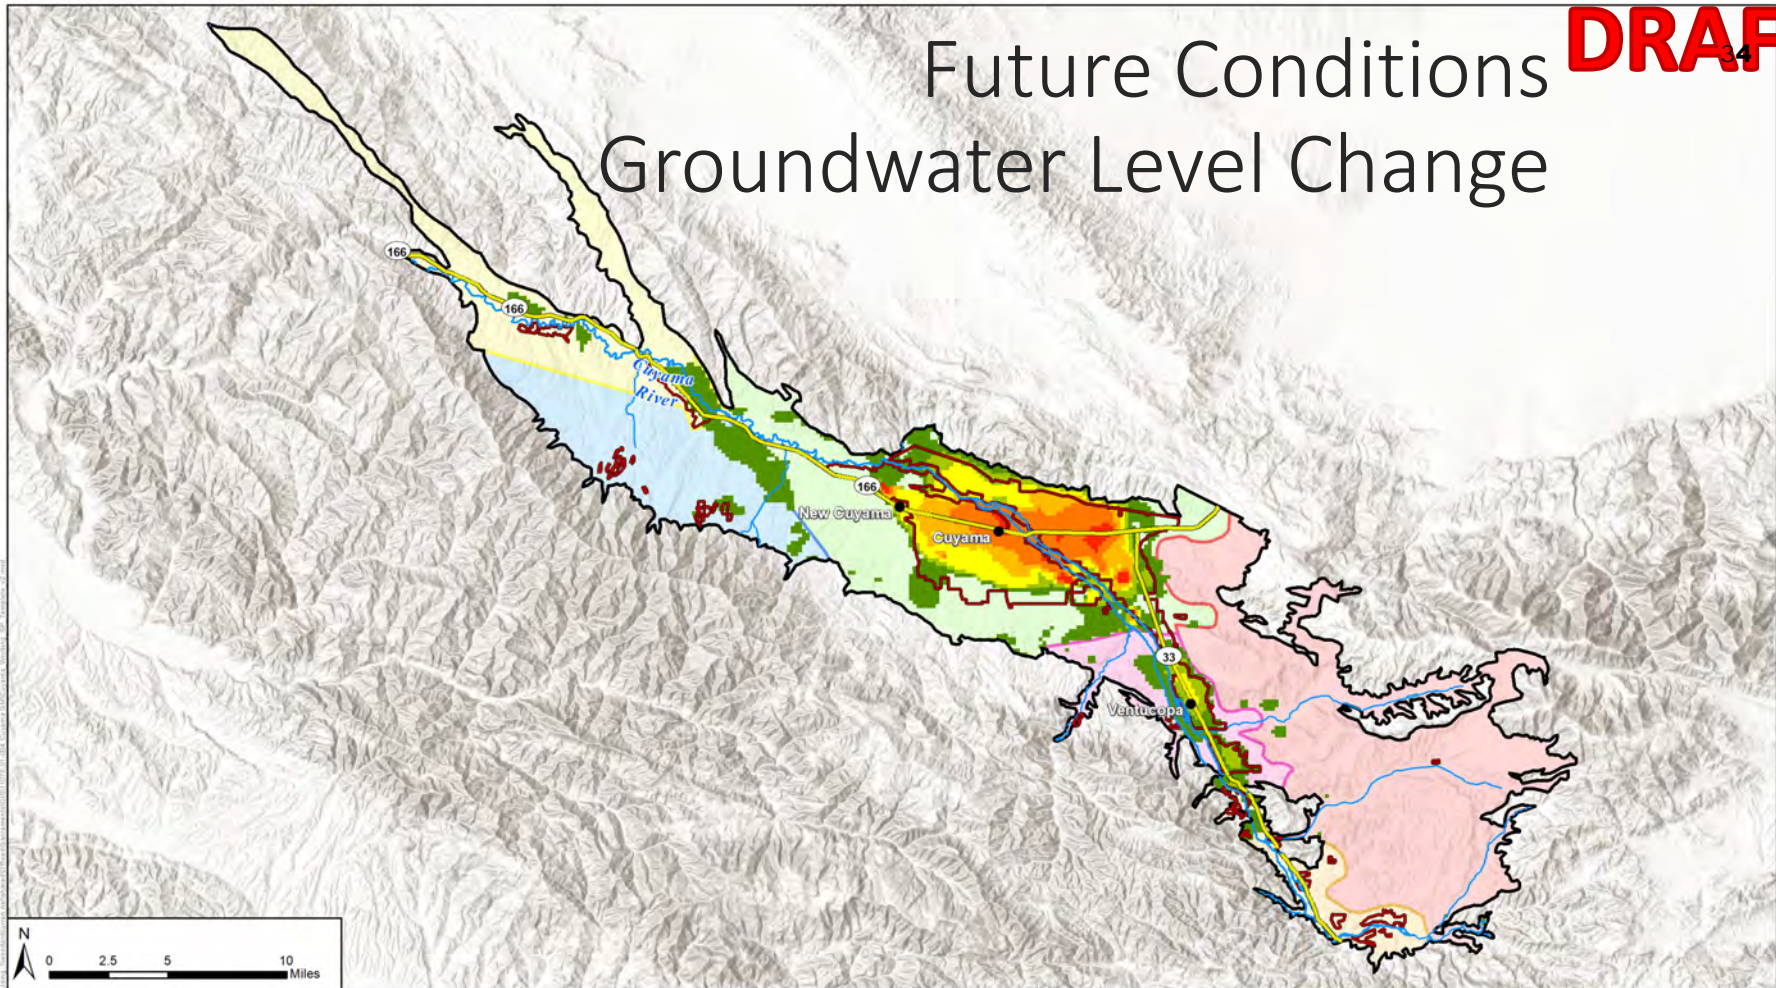 Future Conditions
DRAF
34
Groundwater Level Change
166
166
Cuyama
River
166
New Cuyama
Cuyama
33
Ventucopa
N
0 2.5 5 10
Miles